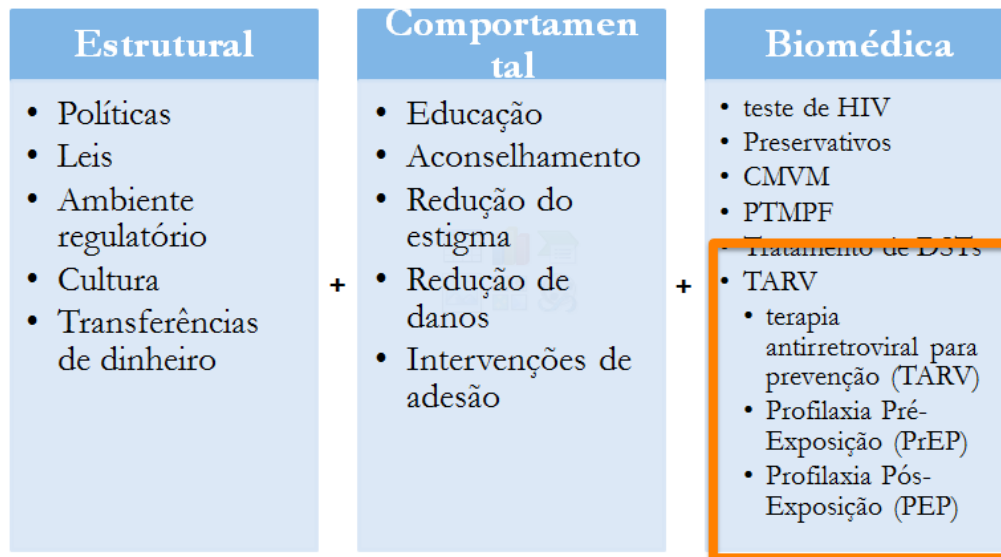 Estrutural
• Políticas
• Leis
• Ambiente
regulatório
• Cultura
• Transferências
de dinheiro
+
Comportamen
tal
• Educação
• Aconselhamento
• Redução do
estigma
• Redução de
danos
• Intervenções de
adesão
+
Biomédica
• teste de HIV
• Preservativos
• CMVM
• PTMPF
• Tratamento de DSTs
• TARV
• terapia
antirretroviral para
prevenção (TARV)
• Profilaxia Pré-
Exposição (PrEP)
• Profilaxia Pós-
Exposição (PEP)